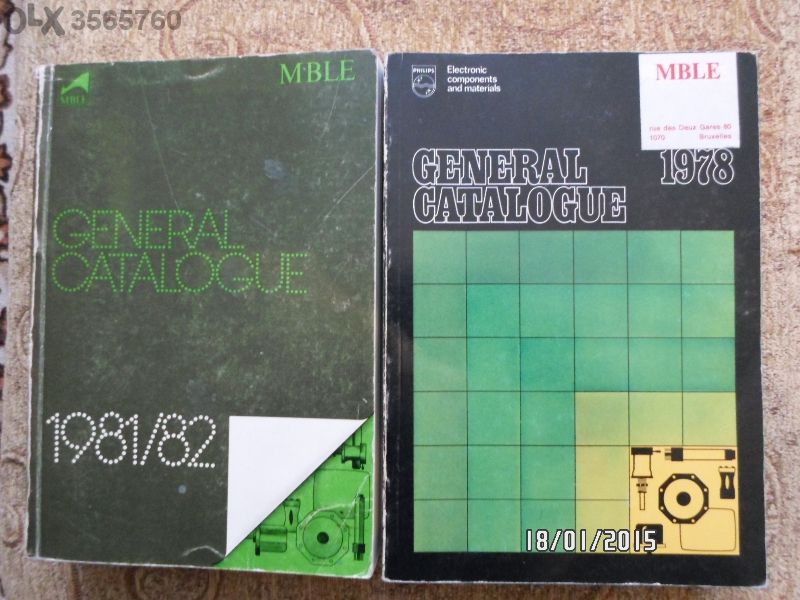 OLX 3565760
MBLE
M·BLE
GENERAL
CATALOGUE
1981/82
PHILIPS
Electronic
components
and materials
MBLE
rue des Deux Gares 80
1070 Bruxelles
GENERAL 1978
CATALOGUE
18/01/2015